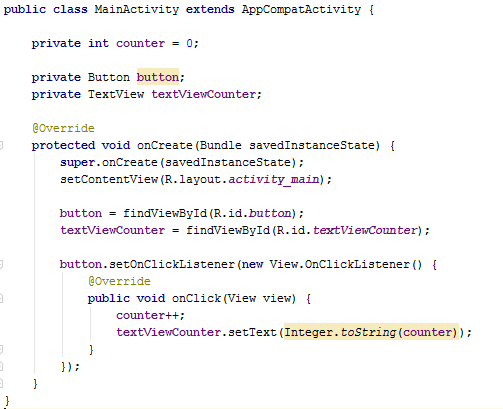 public class MainActivity extends AppCompatActivity {
private int counter = 0;
private Button button;
private TextView textViewCounter;
@Override
protected void onCreate(Bundle savedInstanceState) {
super.onCreate(savedInstanceState);
setContentView(R.layout.activity_main);
button = findViewById(R.id.button);
textViewCounter = findViewById(R.id.textViewCounter);
button.setOnClickListener(new View.OnClickListener() {
@Override
public void onClick(View view) {
counter++;
textViewCounter.setText(Integer.toString(counter));
}
});
}
}